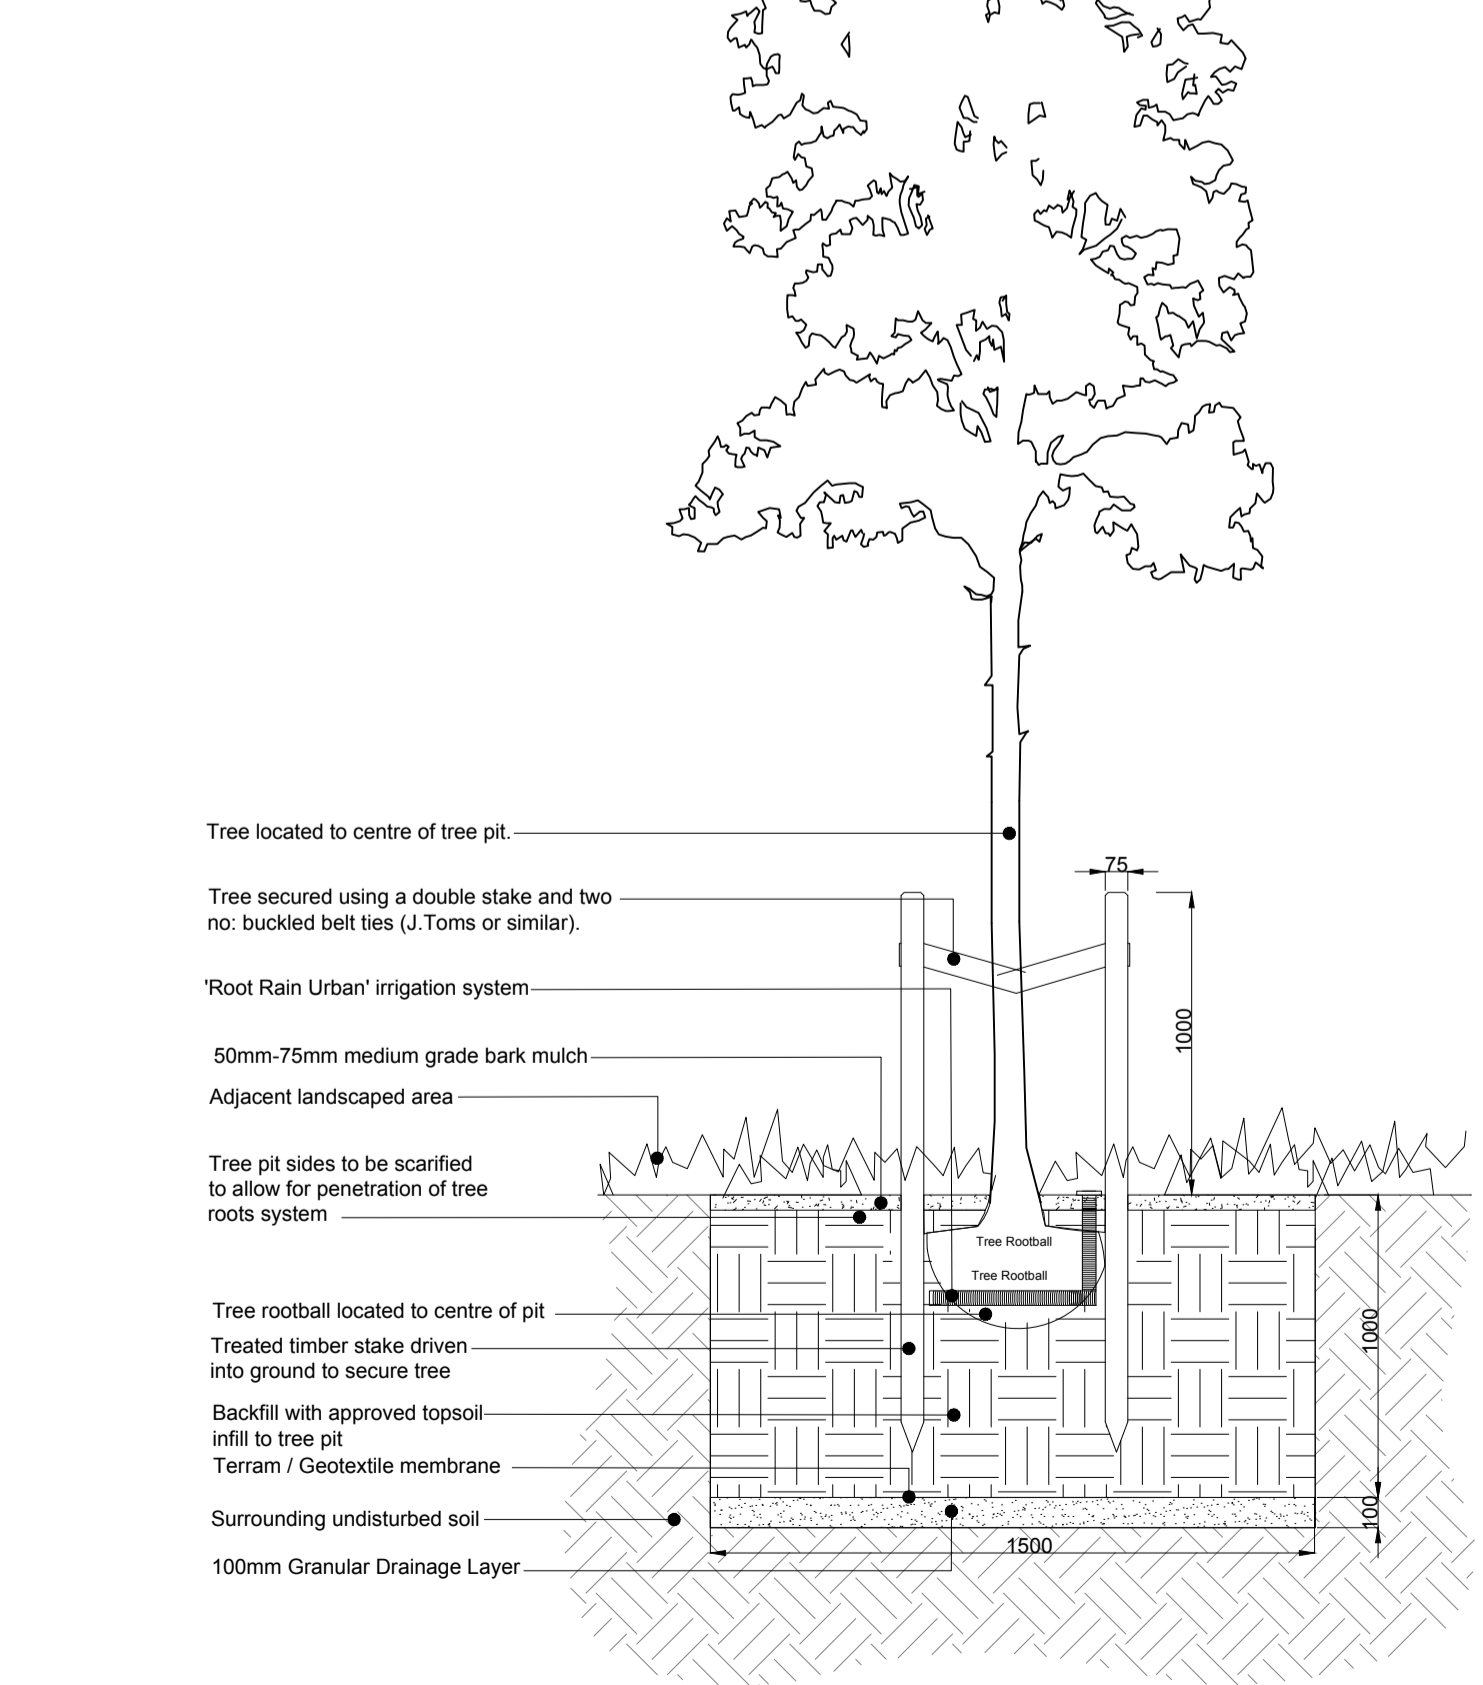 Tree located to centre of tree pit.
75
Tree secured using a double stake and two
no: buckled belt ties (J.Toms or similar).
'Root Rain Urban' irrigation system
1000
50mm-75mm medium grade bark mulch
Adjacent landscaped area
Tree pit sides to be scarified
to allow for penetration of tree
roots system
Tree Rootball
Tree Rootball
Tree rootball located to centre of pit
1000
Treated timber stake driven
into ground to secure tree
Backfill with approved topsoil
infill to tree pit
Terram / Geotextile membrane
100
Surrounding undisturbed soil
1500
100mm Granular Drainage Layer